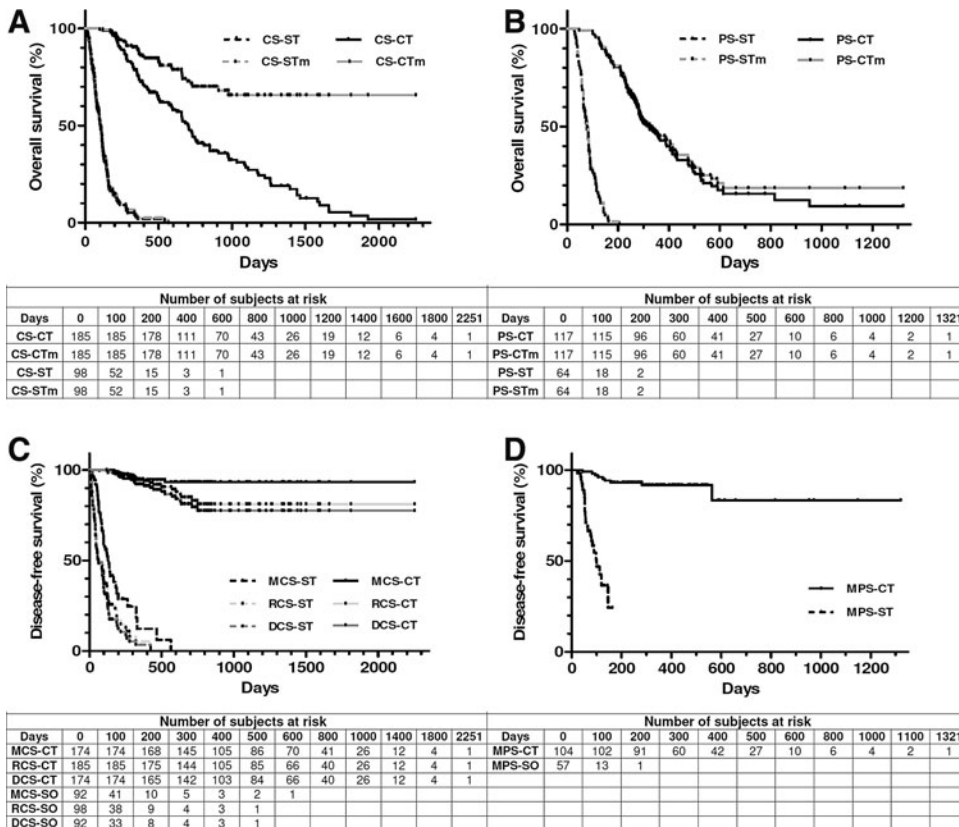 A
Overall survival (%)
100
50
0
CS-ST CS-CT
CS-STm CS-CTm
0 500 1000 1500 2000
Days
B
Overall survival (%)
100
50
0
PS-ST PS-CT
PS-STm PS-CTm
0 200 400 600 800 1000 1200
Days
Number of subjects at risk
Days 0 100 200 400 600 800 1000 1200 1400 1600 1800 2251
CS-CT 185 185 178 111 70 43 26 19 12 6 4 1
CS-CTm 185 185 178 111 70 43 26 19 12 6 4 1
CS-ST 98 52 15 3 1
CS-STm 98 52 15 3 1
Number of subjects at risk
Days 0 100 200 300 400 500 600 800 1000 1200 1321
PS-CT 117 115 96 60 41 27 10 6 4 2 1
PS-CTm 117 115 96 60 41 27 10 6 4 2 1
PS-ST 64 18 2
PS-STm 64 18 2
C
Disease-free survival (%)
100
50
0
MCS-ST MCS-CT
RCS-ST RCS-CT
DCS-ST DCS-CT
0 500 1000 1500 2000
Days
D
Disease-free survival (%)
100
50
0
MPS-CT
MPS-ST
0 200 400 600 800 1000 1200
Days
Number of subjects at risk
Days 0 100 200 300 400 500 600 800 1000 1400 1800 2251
MCS-CT 174 174 168 145 105 86 70 41 26 12 4 1
RCS-CT 185 185 175 144 105 85 66 40 26 12 4 1
DCS-CT 174 174 165 142 103 84 66 40 26 12 4 1
MCS-SO 92 41 10 5 3 2 1
RCS-SO 98 38 9 4 3 1
DCS-SO 92 33 8 4 3 1
Number of subjects at risk
Days 0 100 200 300 400 500 600 800 1000 1100 1321
MPS-CT 104 102 91 60 42 27 10 6 4 2 1
MPS-SO 57 13 1